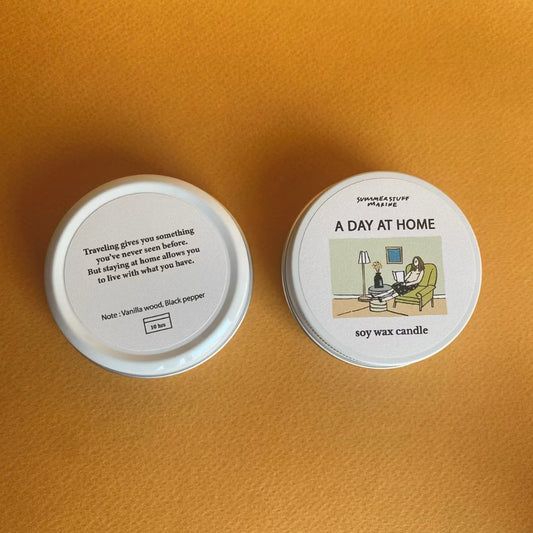 Traveling gives you something
you've never seen before.
But staying at home allows you
to live with what you have.
Note : Vanilla wood, Black pepper
10 hrs
SUMMERSTUFF
MARINE
A DAY AT HOME
soy wax candle